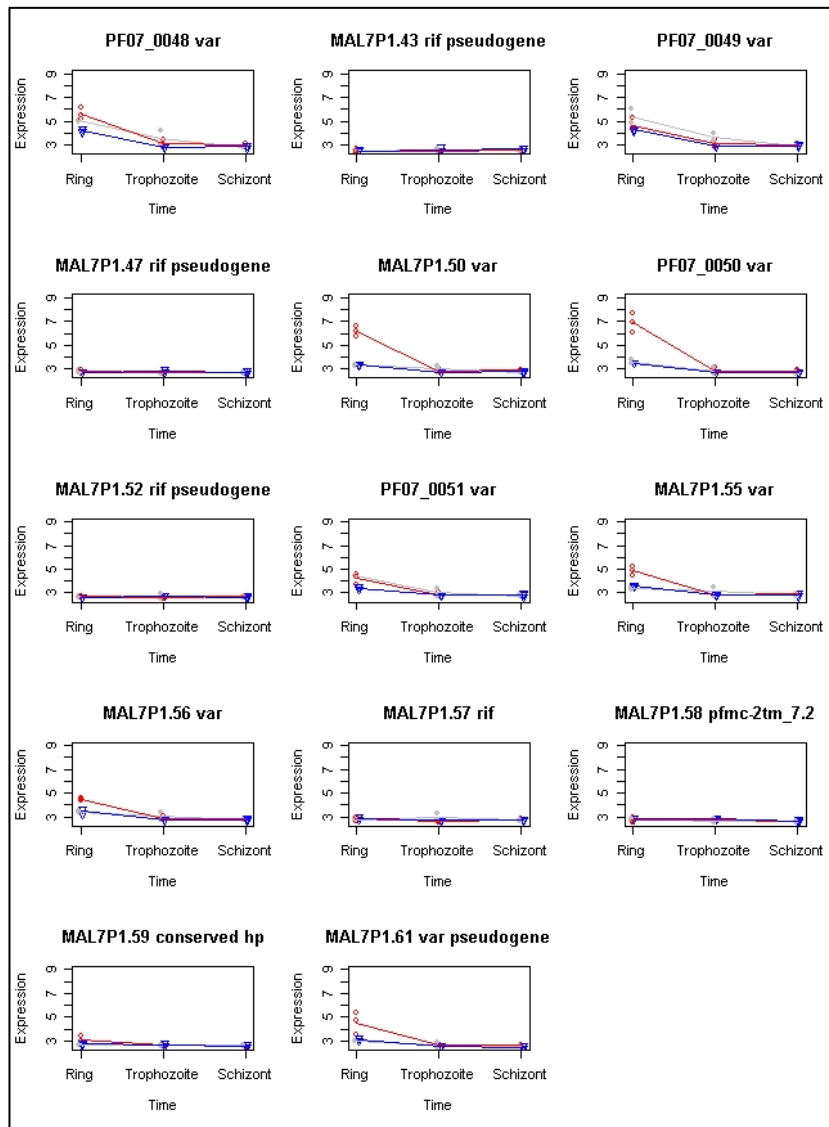 PF07_0048 var
MAL7P1.43 rif pseudogene
PF07_0049 var
Expression
3 5 7 9
Ring Trophozoite Schizont
Time
Expression
3 5 7 9
Ring Trophozoite Schizont
Time
Expression
3 5 7 9
Ring Trophozoite Schizont
Time
MAL7P1.47 rif pseudogene
MAL7P1.50 var
PF07_0050 var
Expression
3 5 7 9
Ring Trophozoite Schizont
Time
Expression
3 5 7 9
Ring Trophozoite Schizont
Time
Expression
3 5 7 9
Ring Trophozoite Schizont
Time
MAL7P1.52 rif pseudogene
PF07_0051 var
MAL7P1.55 var
Expression
3 5 7 9
Ring Trophozoite Schizont
Time
Expression
3 5 7 9
Ring Trophozoite Schizont
Time
Expression
3 5 7 9
Ring Trophozoite Schizont
Time
MAL7P1.56 var
MAL7P1.57 rif
MAL7P1.58 pfmc-2tm_7.2
Expression
3 5 7 9
Ring Trophozoite Schizont
Time
Expression
3 5 7 9
Ring Trophozoite Schizont
Time
Expression
3 5 7 9
Ring Trophozoite Schizont
Time
MAL7P1.59 conserved hp
MAL7P1.61 var pseudogene
Expression
3 5 7 9
Ring Trophozoite Schizont
Time
Expression
3 5 7 9
Ring Trophozoite Schizont
Time